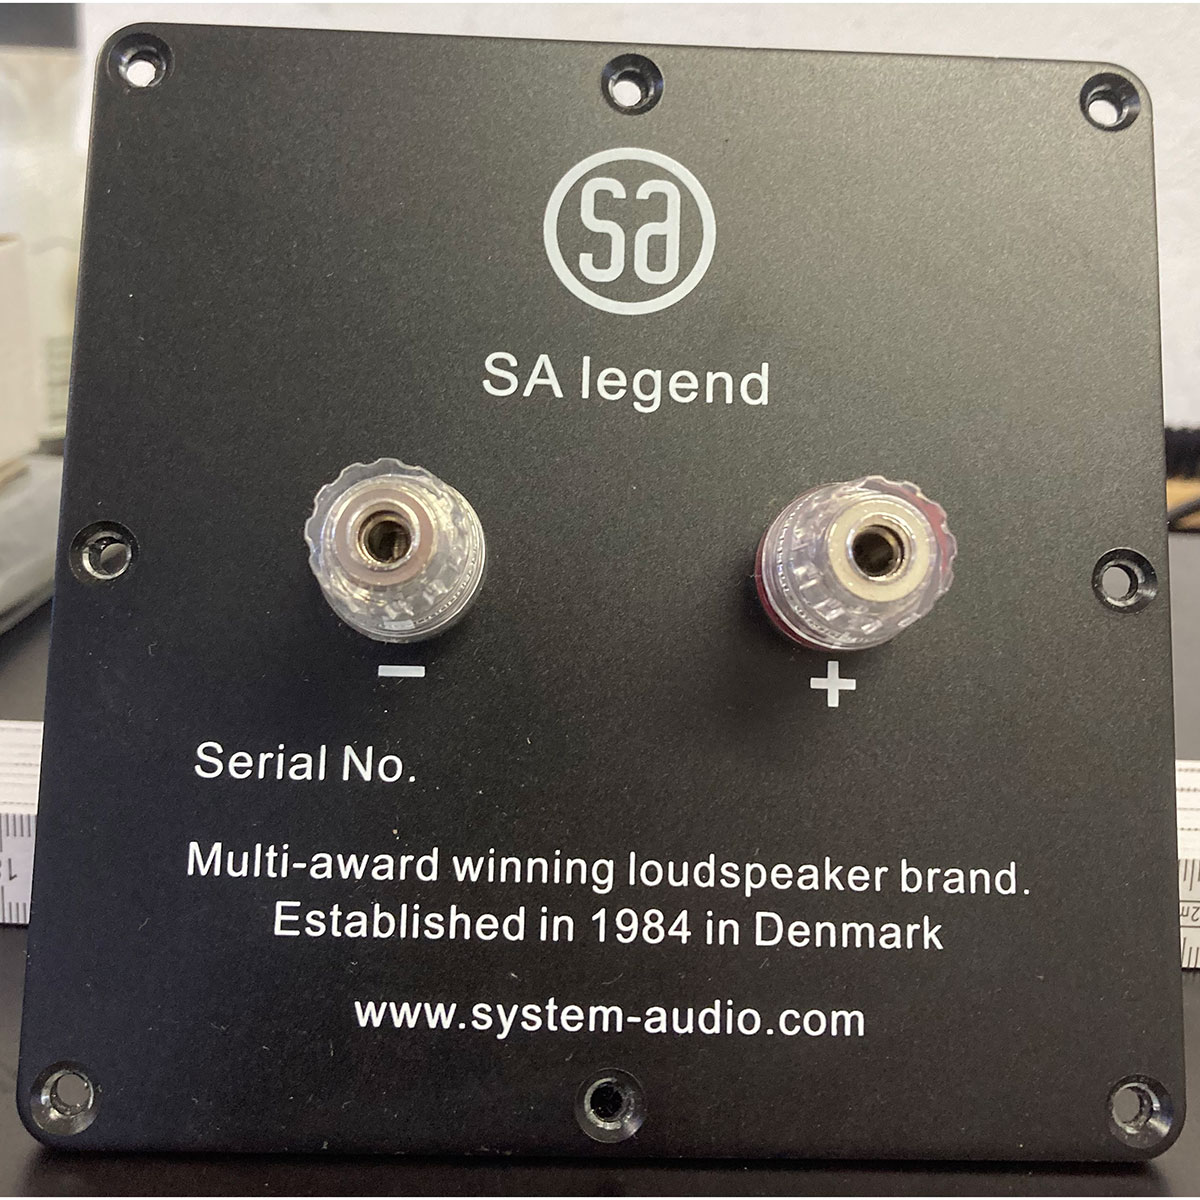 sa
SA legend
− +
Serial No.
Multi-award winning loudspeaker brand.
Established in 1984 in Denmark
www.system-audio.com